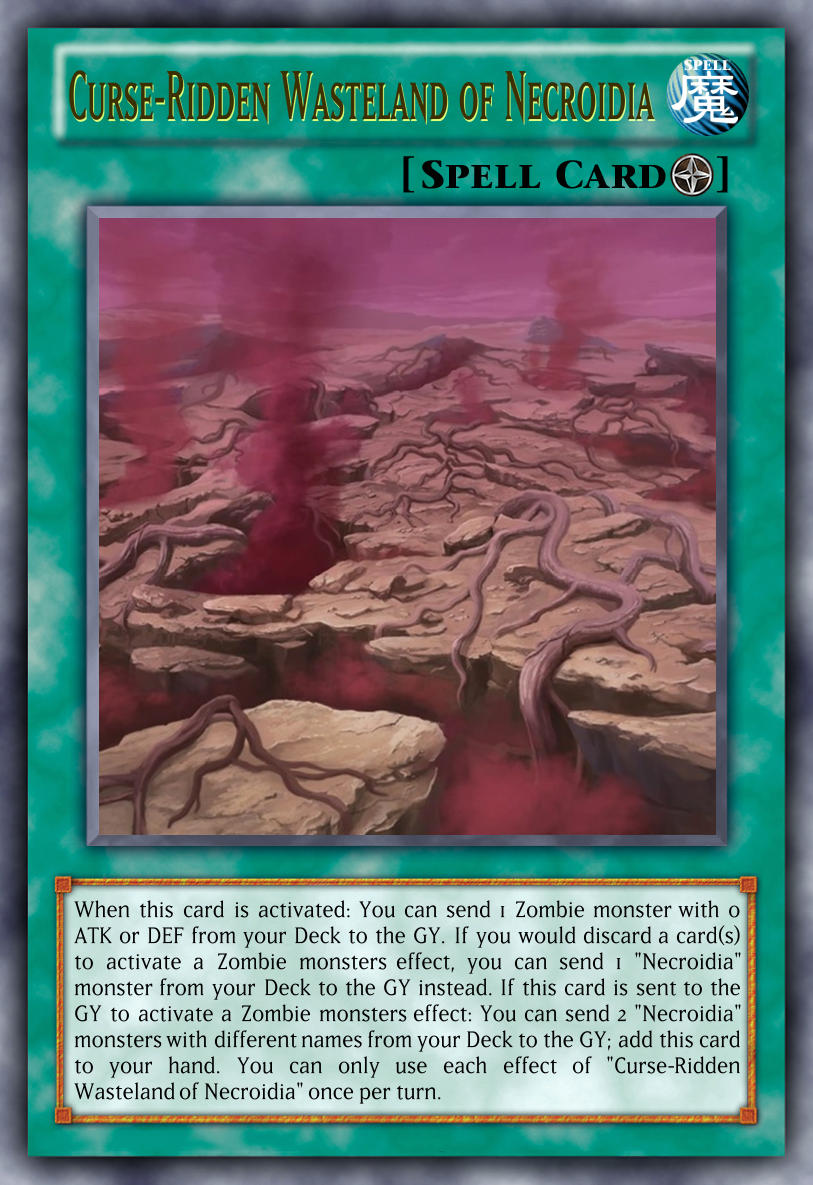 Curse-Ridden Wasteland of Necroidia
SPELL
魔
[Spell Card]
When this card is activated: You can send 1 Zombie monster with 0
ATK or DEF from your Deck to the GY. If you would discard a card(s)
to activate a Zombie monsters effect, you can send 1 "Necroidia"
monster from your Deck to the GY instead. If this card is sent to the
GY to activate a Zombie monsters effect: You can send 2 "Necroidia"
monsters with different names from your Deck to the GY; add this card
to your hand. You can only use each effect of "Curse-Ridden
Wasteland of Necroidia" once per turn.